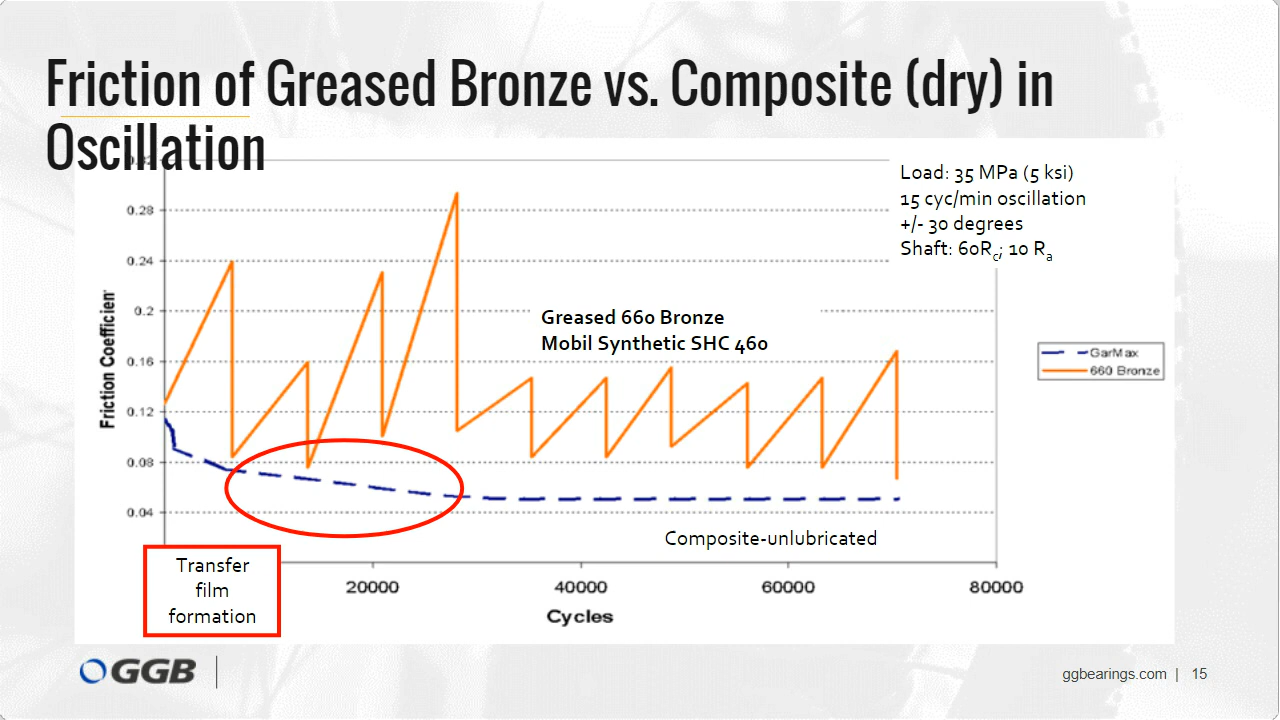 Friction of Greased Bronze vs. Composite (dry) in
Oscillation
Load: 35 MPa (5 ksi)
15 cyc/min oscillation
+/- 30 degrees
Shaft: 60Rc; 10 Ra
0.28
0.24
0.2
0.16
0.12
0.08
0.04
Friction Coefficien
Greased 660 Bronze
Mobil Synthetic SHC 460
GarMax
660 Bronze
Composite-unlubricated
Transfer
film
formation
20000
40000
60000
80000
Cycles
GGB
ggbearings.com | 15